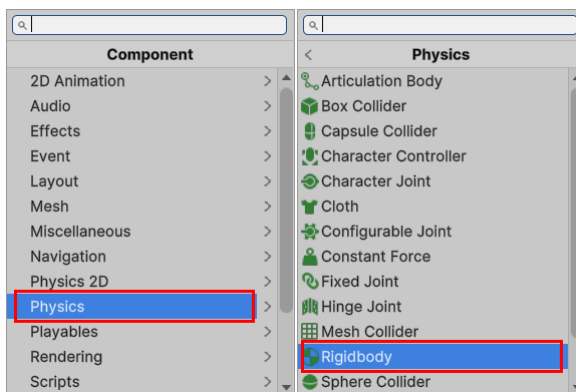 Component
2D Animation
Audio
Effects
Event
Layout
Mesh
Miscellaneous
Navigation
Physics 2D
Physics
Playables
Rendering
Scripts
Physics
Articulation Body
Box Collider
Capsule Collider
Character Controller
Character Joint
Cloth
Configurable Joint
Constant Force
Fixed Joint
Hinge Joint
Mesh Collider
Rigidbody
Sphere Collider